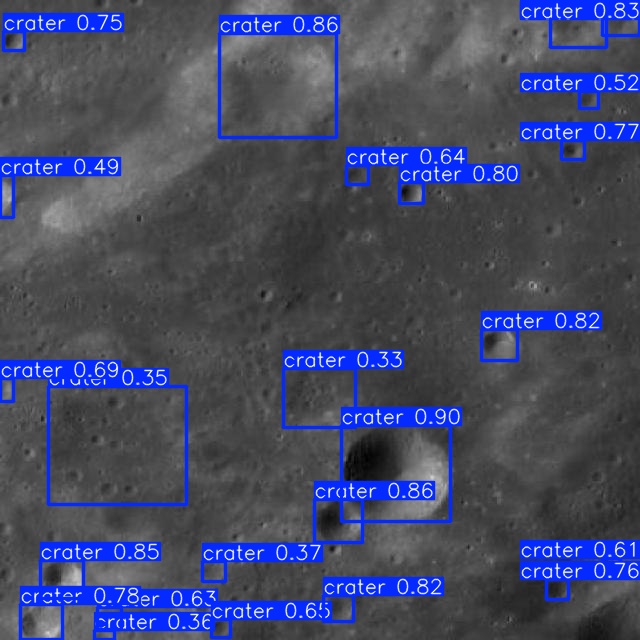 crater 0.75
crater 0.86
crater 0.83
crater 0.52
crater 0.77
crater 0.64
crater 0.80
crater 0.49
crater 0.82
crater 0.33
crater 0.69
0.35
crater 0.90
crater 0.86
crater 0.85
crater 0.37
crater 0.61
crater 0.76
crater 0.82
crater 0.78
0.63
crater 0.65
crater 0.36